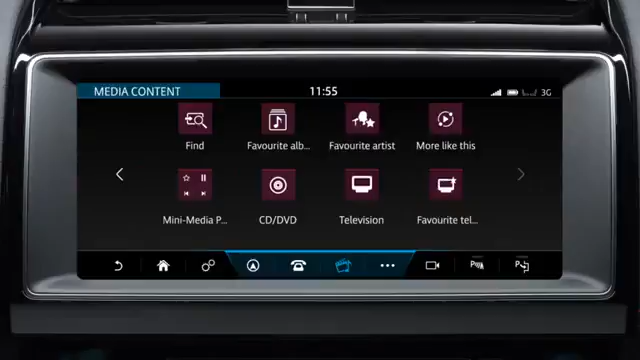 MEDIA CONTENT 11:55 3G
Find Favourite alb... Favourite artist More like this
Mini-Media P... CD/DVD Television Favourite tel...